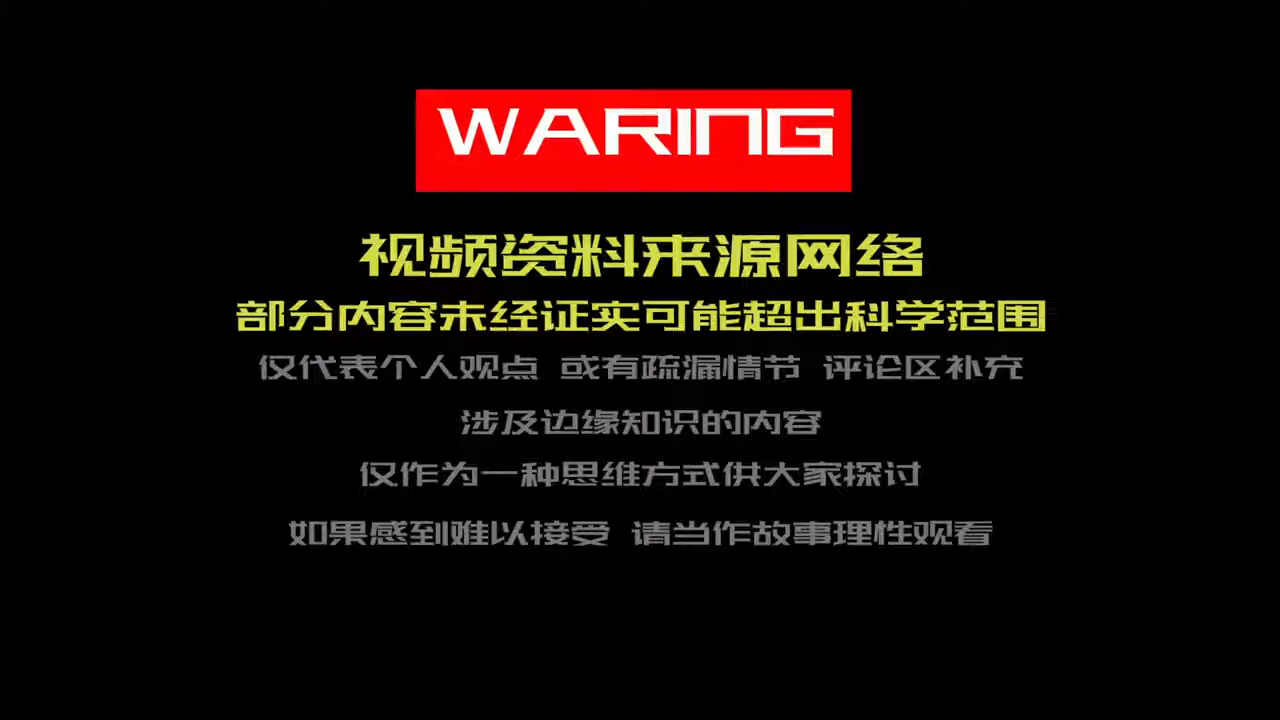 WARING
视频资料来源网络
部分内容未经证实可能超出科学范围
仅代表个人观点 或有疏漏情节 评论区补充
涉及边缘知识的内容
仅作为一种思维方式供大家探讨
如果感到难以接受 请当作故事理性观看